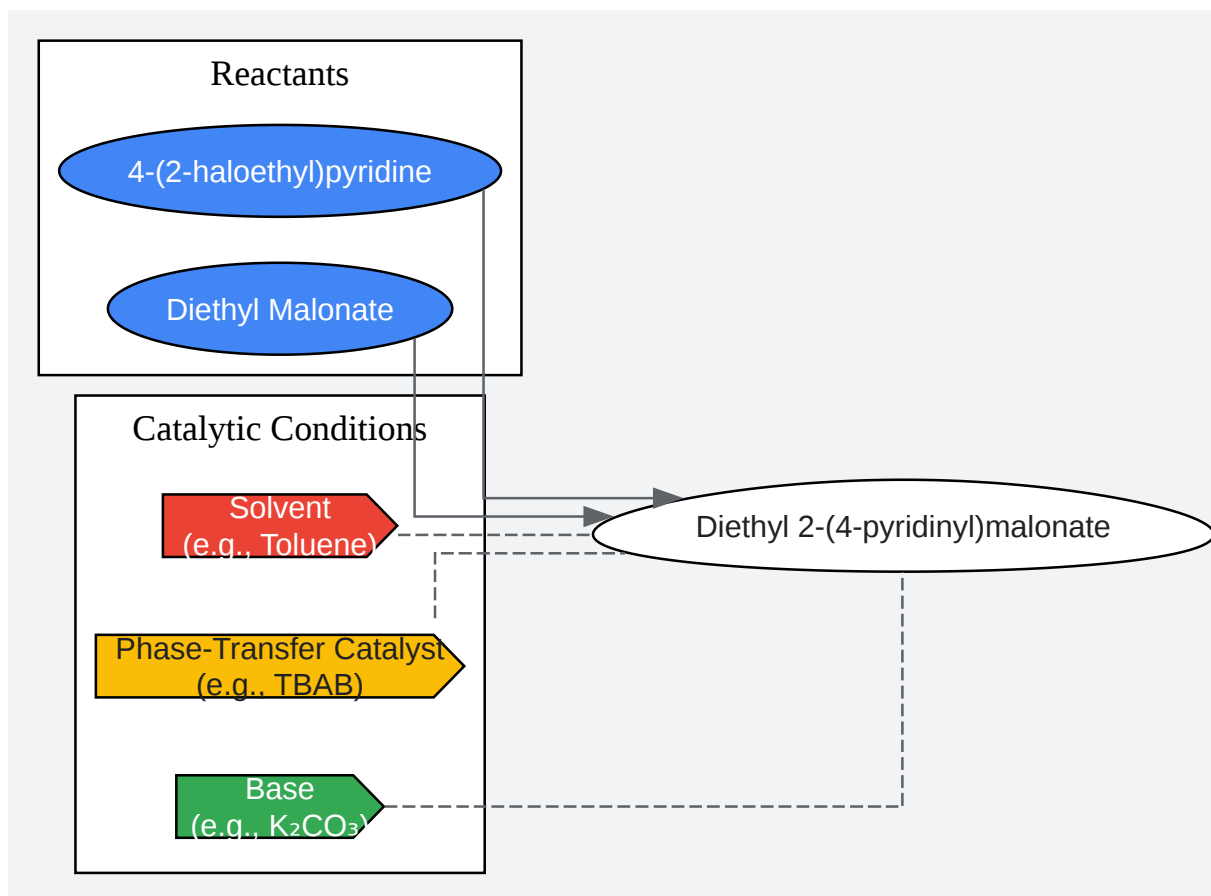 Reactants
4-(2-haloethyl)pyridine
Diethyl Malonate
Catalytic Conditions
Solvent
(e.g., Toluene)
Phase-Transfer Catalyst
(e.g., TBAB)
Base
(e.g., K₂CO₃)
Diethyl 2-(4-pyridinyl)malonate